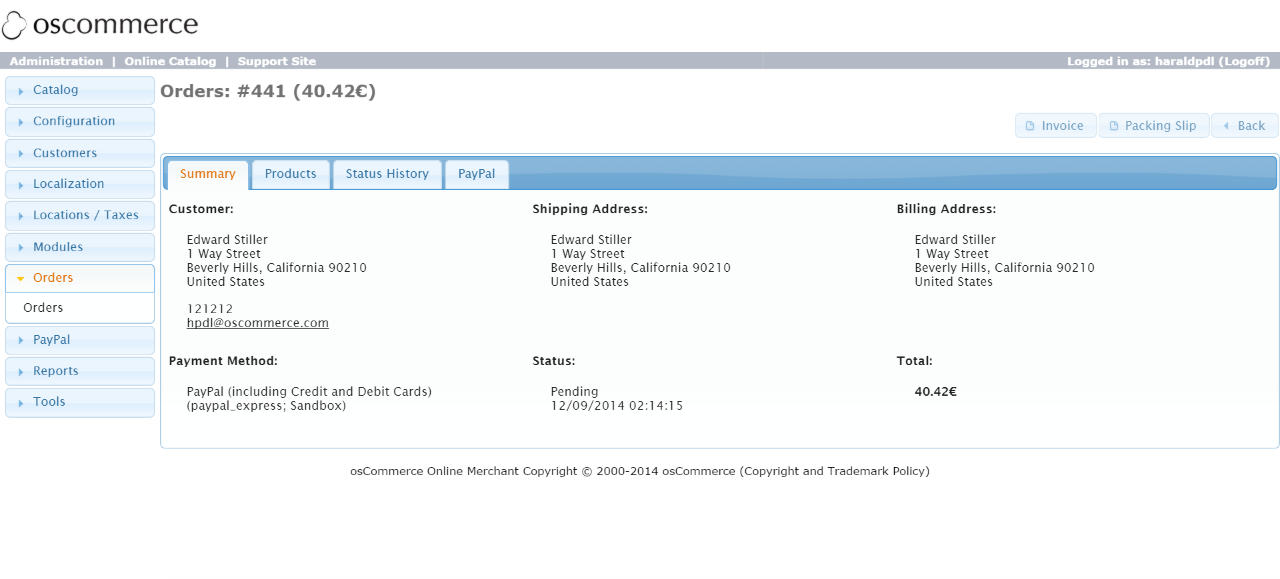 oscommerce
Administration | Online Catalog | Support Site
Logged in as: haraldpdl (Logoff)
Catalog
Configuration
Customers
Localization
Locations / Taxes
Modules
Orders
Orders
PayPal
Reports
Tools
Orders: #441 (40.42€)
Invoice
Packing Slip
Back
Summary
Products
Status History
PayPal
Customer:
Edward Stiller
1 Way Street
Beverly Hills, California 90210
United States
121212
hpdl@oscommerce.com
Shipping Address:
Edward Stiller
1 Way Street
Beverly Hills, California 90210
United States
Billing Address:
Edward Stiller
1 Way Street
Beverly Hills, California 90210
United States
Payment Method:
PayPal (including Credit and Debit Cards)
(paypal_express; Sandbox)
Status:
Pending
12/09/2014 02:14:15
Total:
40.42€
osCommerce Online Merchant Copyright © 2000-2014 osCommerce (Copyright and Trademark Policy)